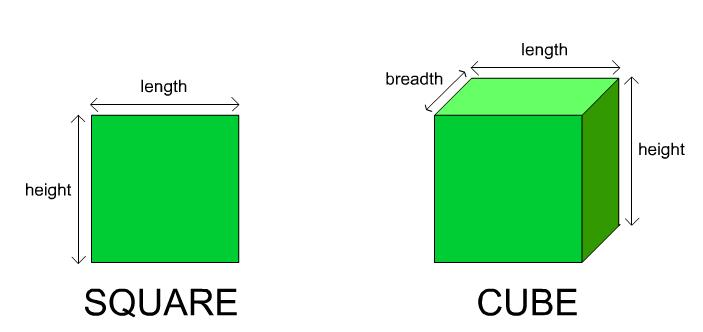 length
height
SQUARE
length
breadth
height
CUBE